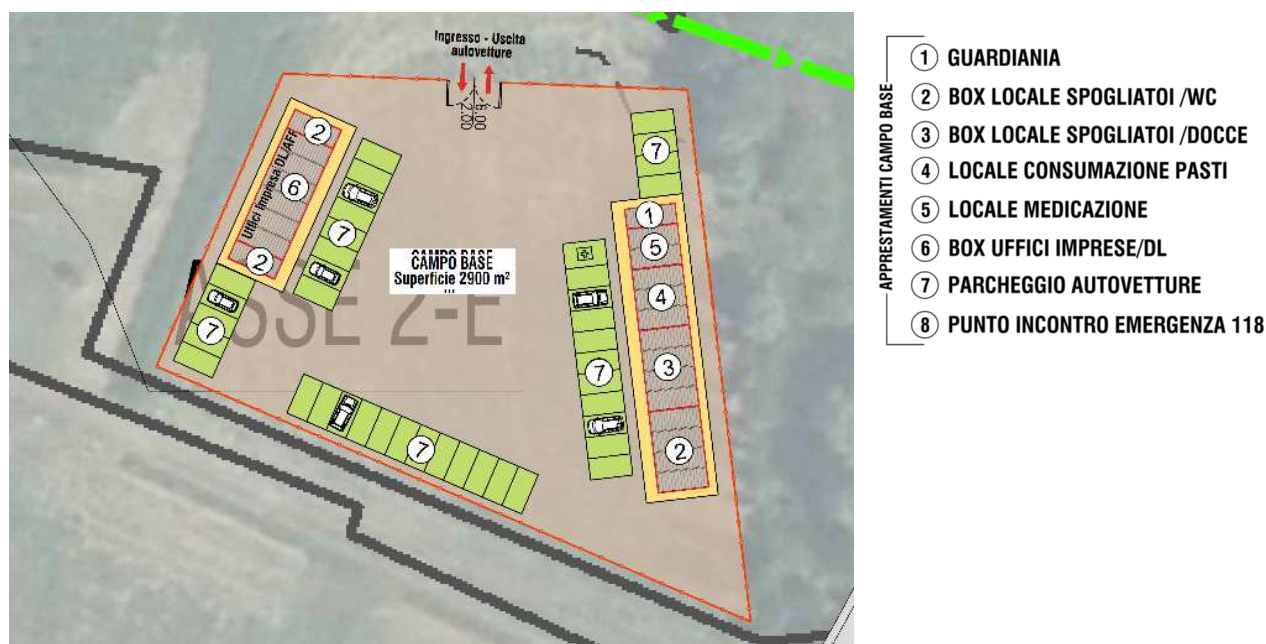 Ingresso - Uscita
autovetture
6.00
2.00
2
Uffici Impresa DL/AFF
6
7
2
7
7
CAMPO BASE
Superficie 2900 m²
...
ASSE 2-E
7
1
5
7
4
3
2
7
APPRESTAMENTI CAMPO BASE
1 GUARDIANIA
2 BOX LOCALE SPOGLIATOI /WC
3 BOX LOCALE SPOGLIATOI /DOCCE
4 LOCALE CONSUMAZIONE PASTI
5 LOCALE MEDICAZIONE
6 BOX UFFICI IMPRESE/DL
7 PARCHEGGIO AUTOVETTURE
8 PUNTO INCONTRO EMERGENZA 118